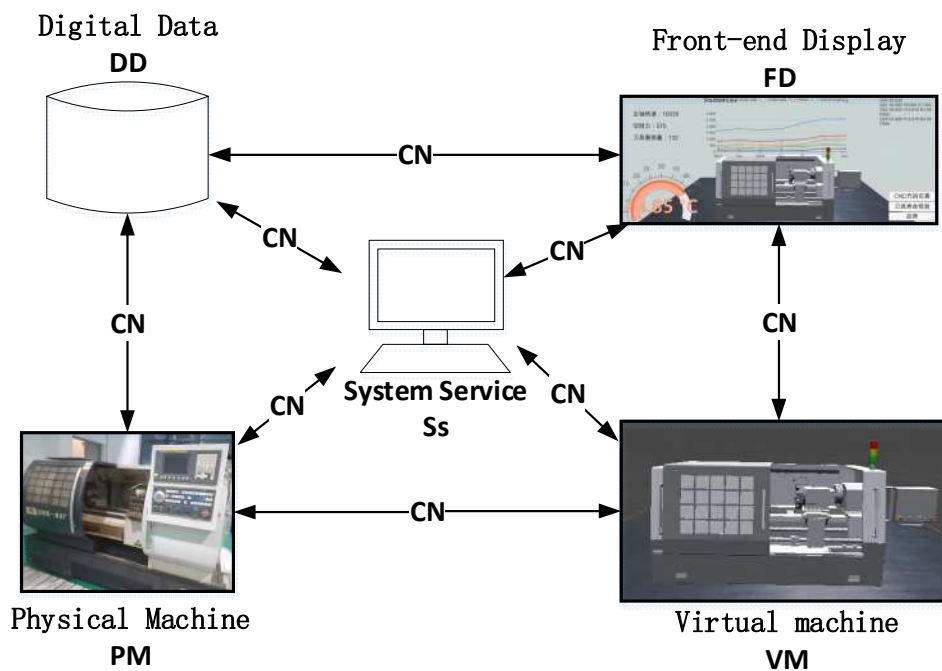 Digital Data
DD
Front-end Display
FD
CN
85 °C
CN
CN
CN
CN
System Service
Ss
CN
CN
CN
Physical Machine
PM
Virtual machine
VM